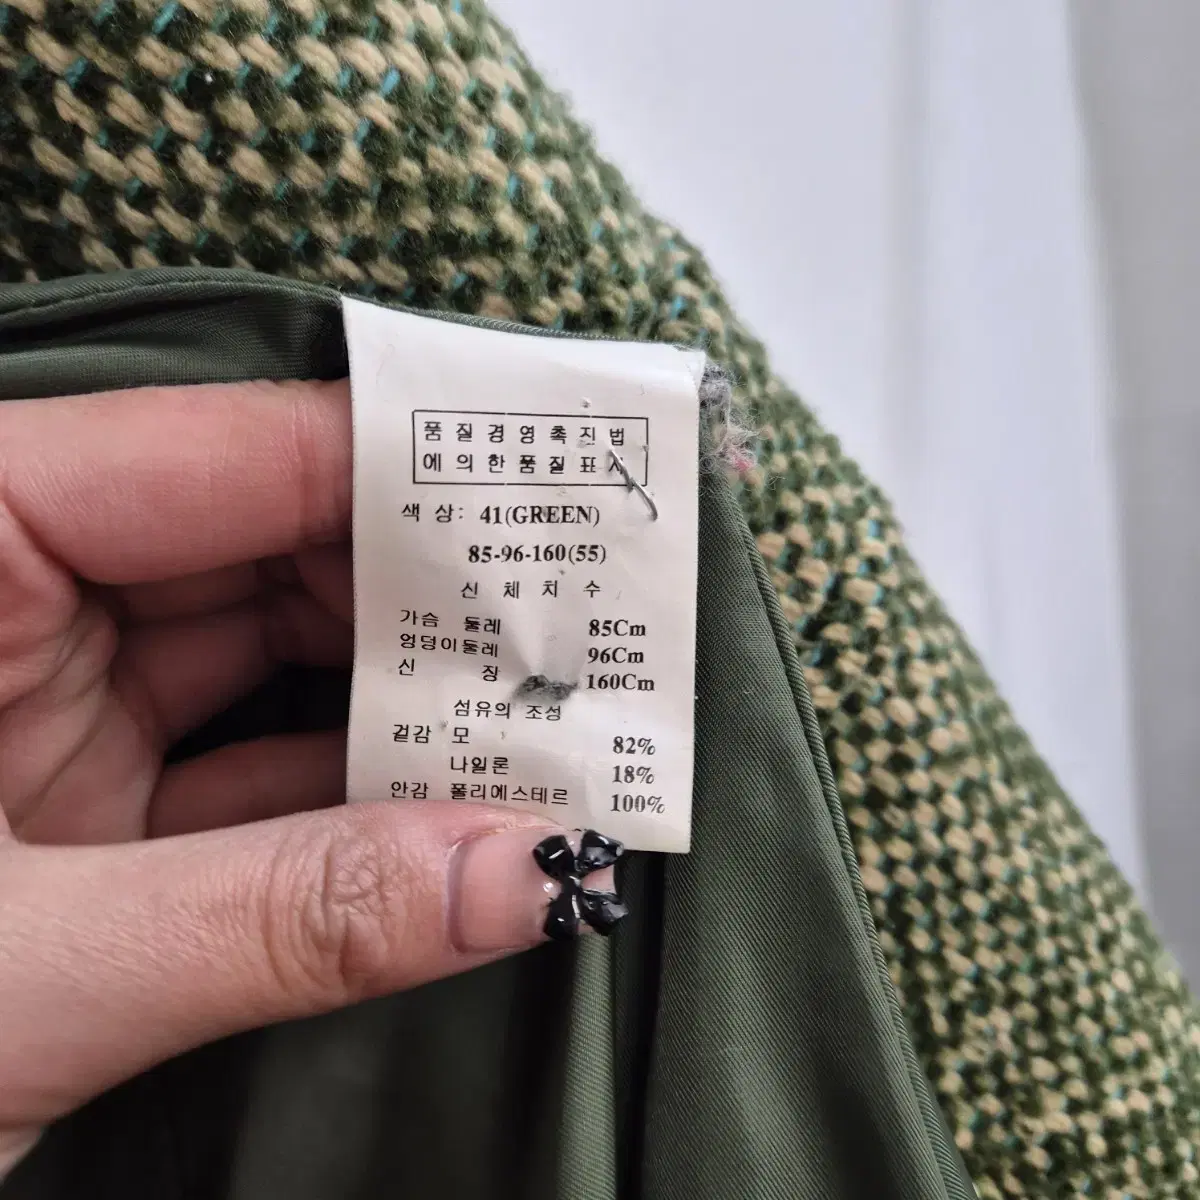 품 질 경 영 촉 진 법
에 의 한 품 질 표 시
색 상: 41(GREEN)
85-96-160(55)
신 체 치 수
가슴 둘레 85Cm
엉덩이둘레 96Cm
신 장 160Cm
섬유의 조성
겉감 모 82%
나일론 18%
안감 폴리에스테르 100%